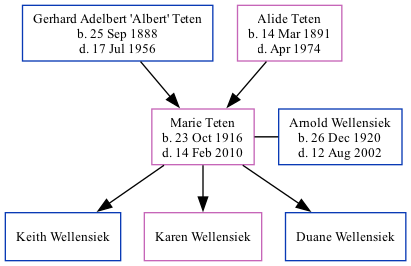 Gerhard Adelbert 'Albert' Teten
b. 25 Sep 1888
d. 17 Jul 1956
Alide Teten
b. 14 Mar 1891
d. Apr 1974
Marie Teten
b. 23 Oct 1916
d. 14 Feb 2010
Arnold Wellensiek
b. 26 Dec 1920
d. 12 Aug 2002
Keith Wellensiek
Karen Wellensiek
Duane Wellensiek